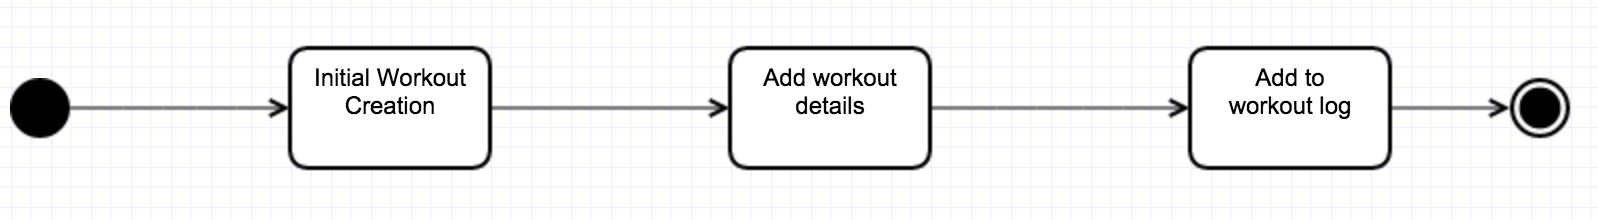 Initial Workout
Creation
Add workout
details
Add to
workout log